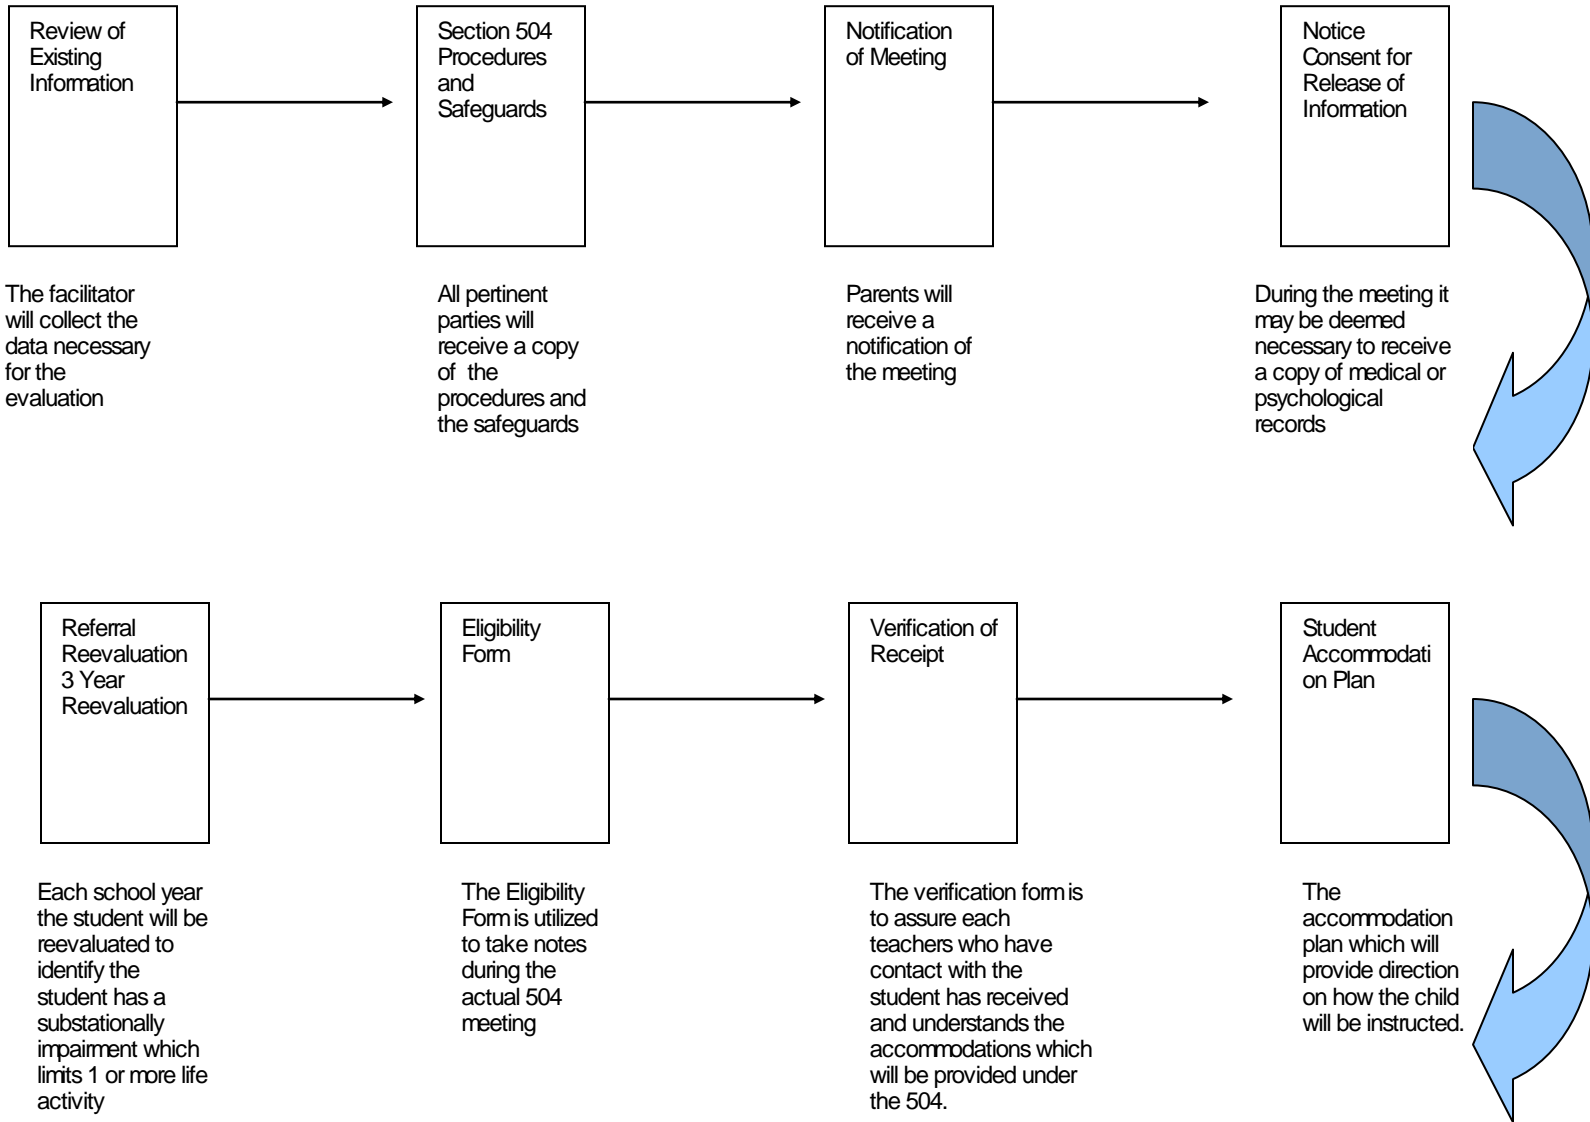 Review of
Existing
Information
Section 504
Procedures
and
Safeguards
Notification
of Meeting
Notice
Consent for
Release of
Information
The facilitator
will collect the
data necessary
for the
evaluation
All pertinent
parties will
receive a copy
of the
procedures and
the safeguards
Parents will
receive a
notification of
the meeting
During the meeting it
may be deemed
necessary to receive
a copy of medical or
psychological
records
Referral
Reevaluation
3 Year
Reevaluation
Eligibility
Form
Verification of
Receipt
Student
Accommodati
on Plan
Each school year
the student will be
reevaluated to
identify the
student has a
substationally
impairment which
limits 1 or more life
activity
The Eligibility
Form is utilized
to take notes
during the
actual 504
meeting
The verification form is
to assure each
teachers who have
contact with the
student has received
and understands the
accommodations which
will be provided under
the 504.
The
accommodation
plan which will
provide direction
on how the child
will be instructed.